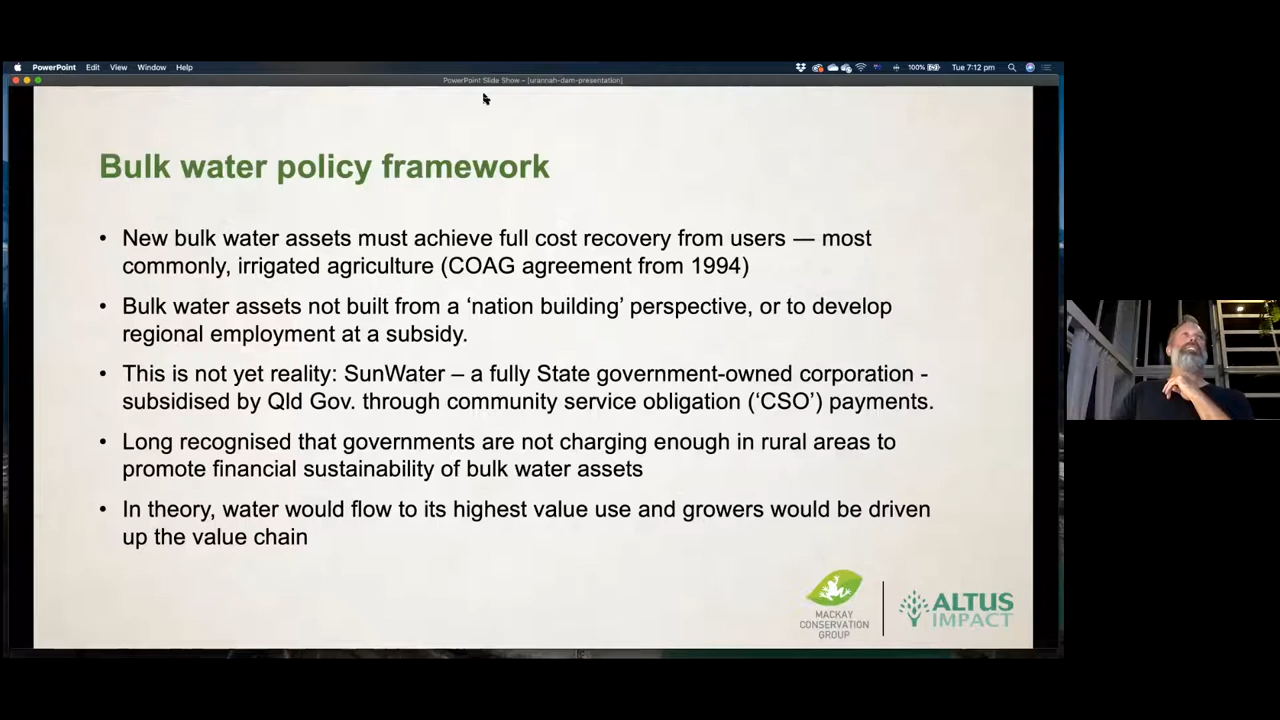 PowerPoint Edit View Window Help
100% Tue 7:12 pm
PowerPoint Slide Show - [urannah-dam-presentation]
Bulk water policy framework
• New bulk water assets must achieve full cost recovery from users — most
commonly, irrigated agriculture (COAG agreement from 1994)
• Bulk water assets not built from a ‘nation building’ perspective, or to develop
regional employment at a subsidy.
• This is not yet reality: SunWater – a fully State government-owned corporation -
subsidised by Qld Gov. through community service obligation (‘CSO’) payments.
• Long recognised that governments are not charging enough in rural areas to
promote financial sustainability of bulk water assets
• In theory, water would flow to its highest value use and growers would be driven
up the value chain
MACKAY
CONSERVATION
GROUP
ALTUS
IMPACT